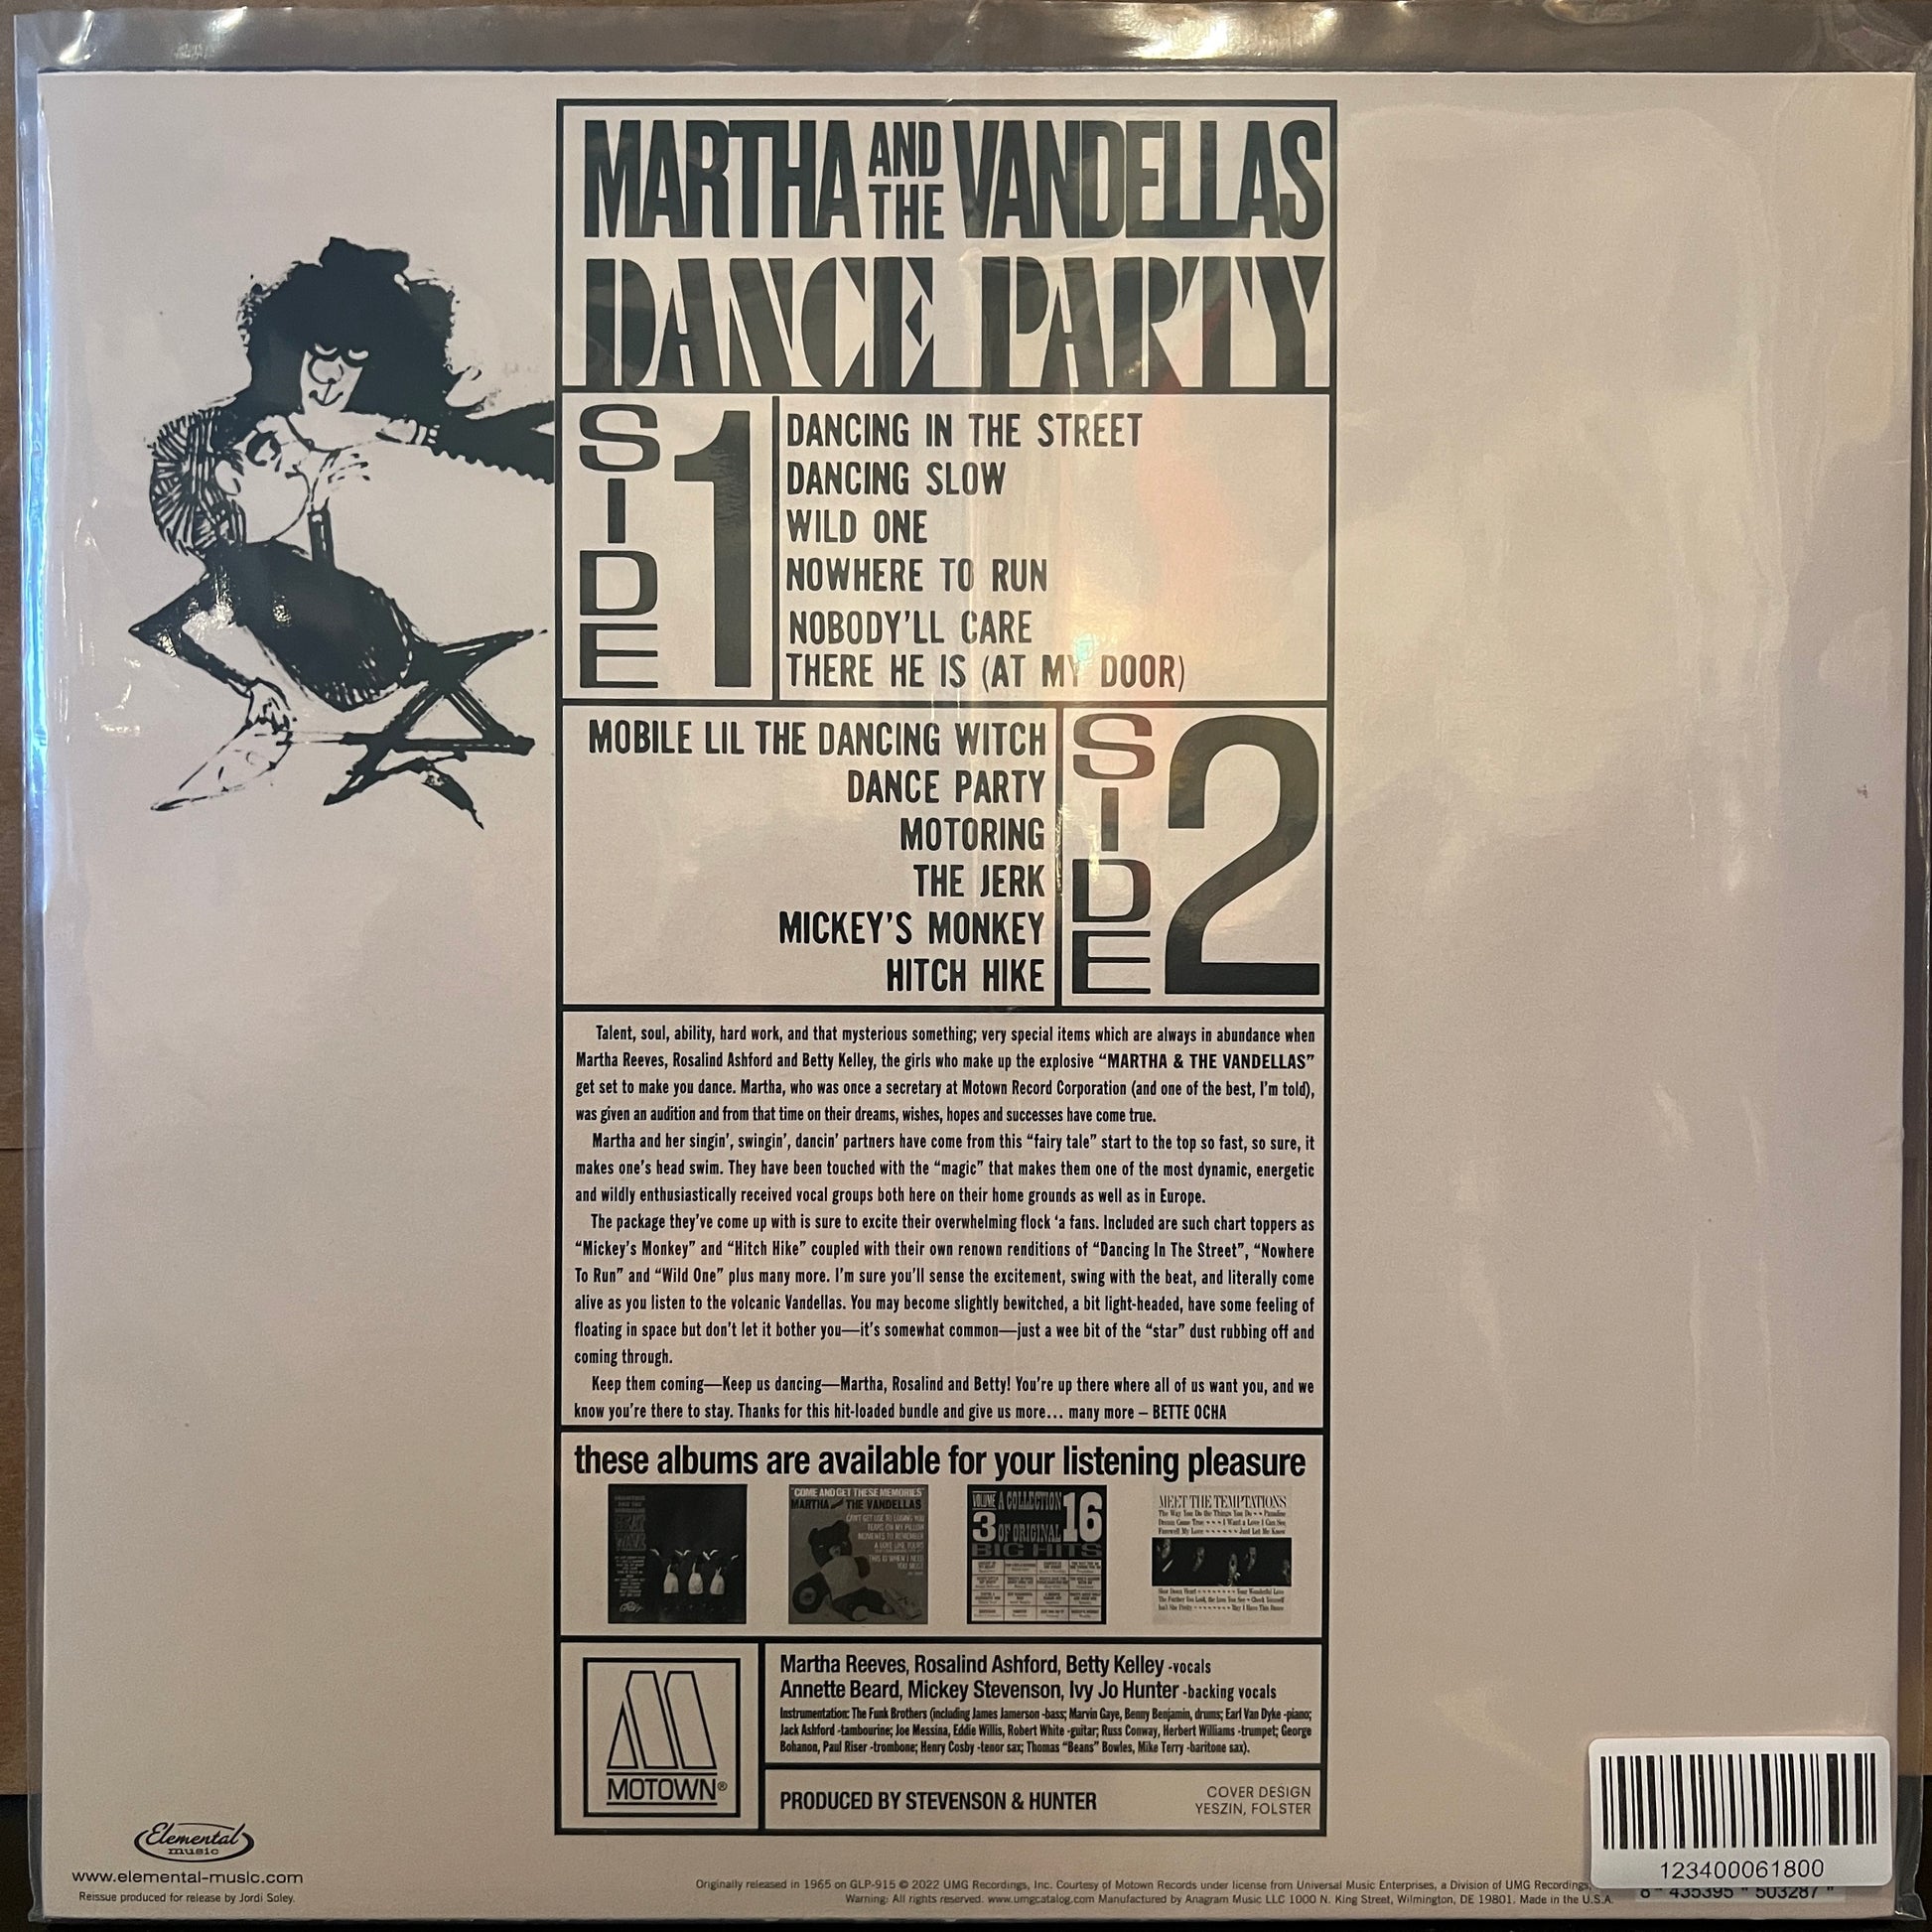 MARTHA AND THE VANDELLAS
DANCE PARTY
SIDE 1
DANCING IN THE STREET
DANCING SLOW
WILD ONE
NOWHERE TO RUN
NOBODY'LL CARE
THERE HE IS (AT MY DOOR)
SIDE 2
MOBILE LIL THE DANCING WITCH
DANCE PARTY
MOTORING
THE JERK
MICKEY'S MONKEY
HITCH HIKE
Talent, soul, ability, hard work, and that mysterious something; very special items which are always in abundance when
Martha Reeves, Rosalind Ashford and Betty Kelley, the girls who make up the explosive “MARTHA & THE VANDELLAS”
get set to make you dance. Martha, who was once a secretary at Motown Record Corporation (and one of the best, I'm told),
was given an audition and from that time on their dreams, wishes, hopes and successes have come true.
Martha and her singin', swingin', dancin' partners have come from this “fairy tale” start to the top so fast, so sure, it
makes one's head swim. They have been touched with the “magic” that makes them one of the most dynamic, energetic
and wildly enthusiastically received vocal groups both here on their home grounds as well as in Europe.
The package they've come up with is sure to excite their overwhelming flock ‘a fans. Included are such chart toppers as
“Mickey's Monkey” and “Hitch Hike” coupled with their own renown renditions of “Dancing In The Street”, “Nowhere
To Run” and “Wild One” plus many more. I'm sure you'll sense the excitement, swing with the beat, and literally come
alive as you listen to the volcanic Vandellas. You may become slightly bewitched, a bit light-headed, have some feeling of
floating in space but don't let it bother you—it's somewhat common—just a wee bit of the “star” dust rubbing off and
coming through.
Keep them coming—Keep us dancing—Martha, Rosalind and Betty! You're up there where all of us want you, and we
know you're there to stay. Thanks for this hit-loaded bundle and give us more... many more – BETTE OCHA
these albums are available for your listening pleasure
"COME AND GET THESE MEMORIES"
MARTHA and THE VANDELLAS
VOLUME 3 A COLLECTION OF ORIGINAL 16
BIG HITS
MEET THE TEMPTATIONS
MOTOWN®
Martha Reeves, Rosalind Ashford, Betty Kelley -vocals
Annette Beard, Mickey Stevenson, Ivy Jo Hunter -backing vocals
Instrumentation: The Funk Brothers (including James Jamerson -bass; Marvin Gaye, Benny Benjamin, drums; Earl Van Dyke -piano;
Jack Ashford -tambourine; Joe Messina, Eddie Willis, Robert White -guitar; Russ Conway, Herbert Williams -trumpet; George
Bohanon, Paul Riser -trombone; Henry Cosby -tenor sax; Thomas “Beans” Bowles, Mike Terry -baritone sax).
PRODUCED BY STEVENSON & HUNTER
COVER DESIGN
YESZIN, FOLSTER
Elemental
music
www.elemental-music.com
Reissue produced for release by Jordi Soley.
Originally released in 1965 on GLP-915 © 2022 UMG Recordings, Inc. Courtesy of Motown Records under license from Universal Music Enterprises, a Division of UMG Recordings,
Warning: All rights reserved. www.umgcatalog.com Manufactured by Anagram Music LLC 1000 N. King Street, Wilmington, DE 19801. Made in the U.S.A.
123400061800
8 435395 503287